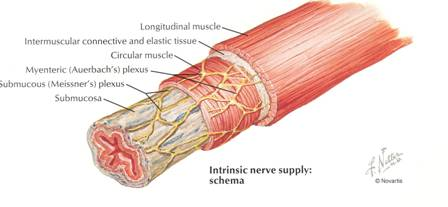 Longitudinal muscle
Intermuscular connective and elastic tissue
Circular muscle
Myenteric (Auerbach's) plexus
Submucous (Meissner's) plexus
Submucosa
Intrinsic nerve supply:
schema
F. Netter
M.D.
© Novartis